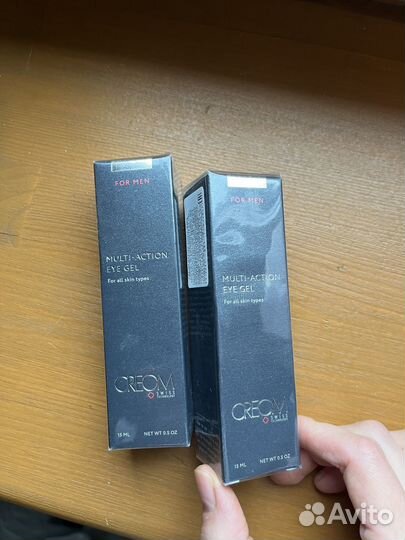 FOR MEN
MULTI-ACTION
EYE GEL
For all skin types
CREOM
SWISS
TECHNOLOGY
15 ML NET WT 0.5 OZ
FOR MEN
MULTI-ACTION
EYE GEL
For all skin types
CREOM
SWISS
TECHNOLOGY
15 ML NET WT 0.5 OZ
Avito